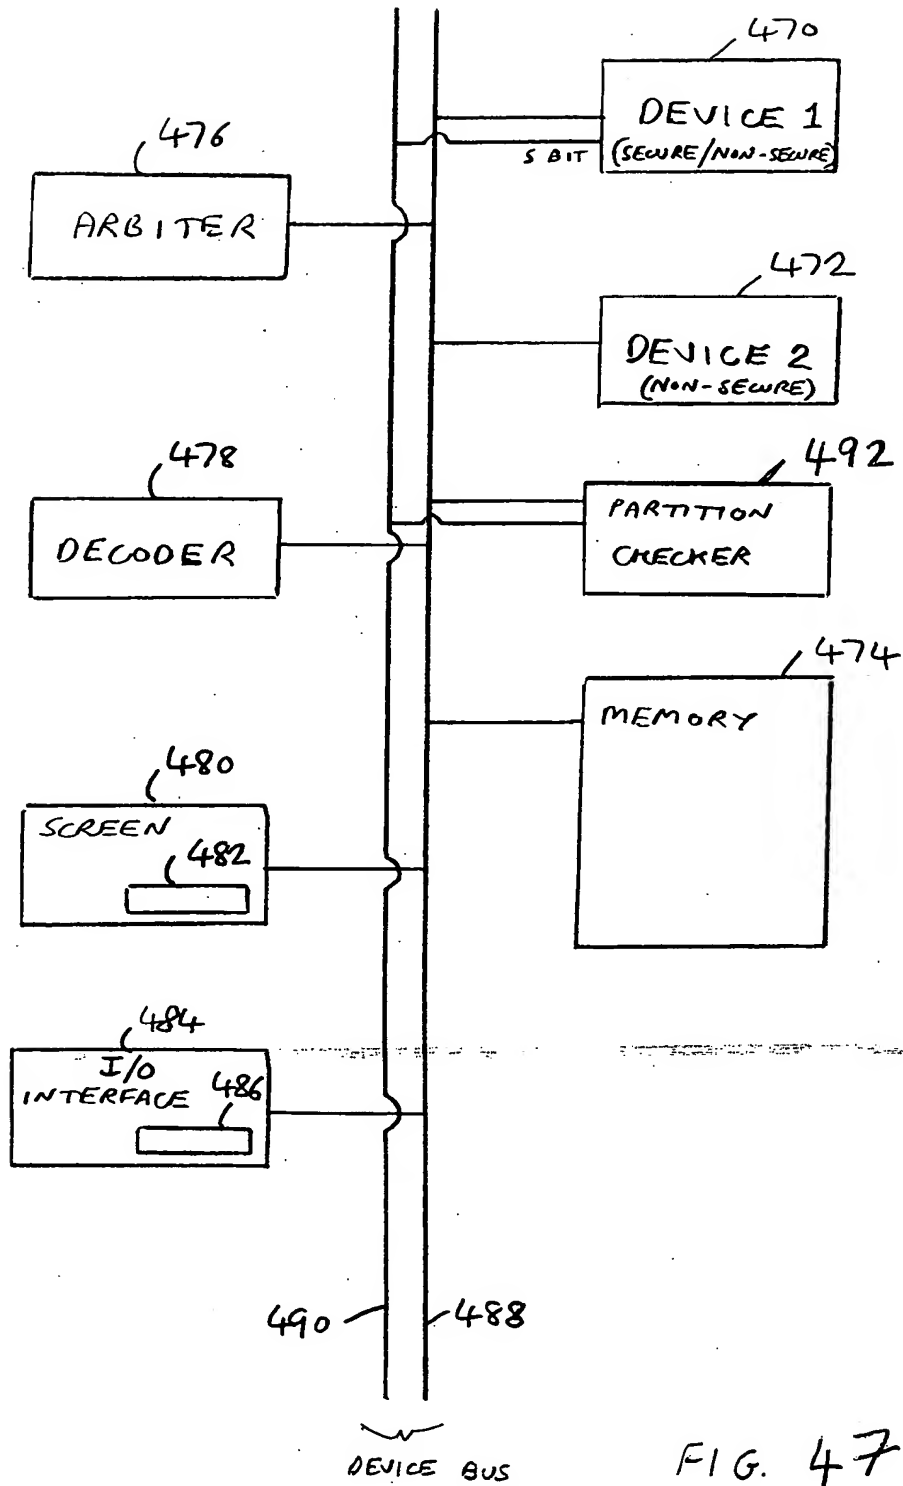 470
DEVICE 1
S BIT
(SECURE/NON-SECURE)
476
ARBITER
472
DEVICE 2
(NON-SECURE)
478
DECODER
492
PARTITION
CHECKER
474
MEMORY
480
SCREEN
482
484
I/O
INTERFACE
486
490
488
DEVICE BUS
FIG. 47